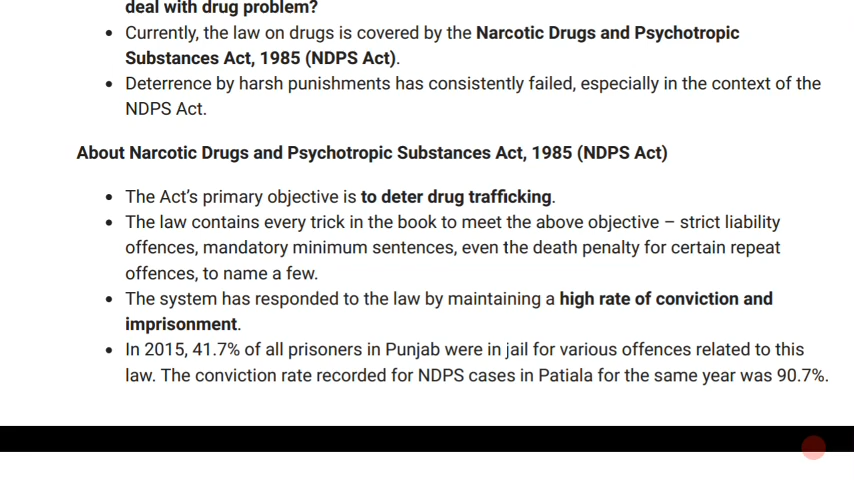 deal with drug problem?
• Currently, the law on drugs is covered by the Narcotic Drugs and Psychotropic
Substances Act, 1985 (NDPS Act).
• Deterrence by harsh punishments has consistently failed, especially in the context of the
NDPS Act.
About Narcotic Drugs and Psychotropic Substances Act, 1985 (NDPS Act)
• The Act's primary objective is to deter drug trafficking.
• The law contains every trick in the book to meet the above objective – strict liability
offences, mandatory minimum sentences, even the death penalty for certain repeat
offences, to name a few.
• The system has responded to the law by maintaining a high rate of conviction and
imprisonment.
• In 2015, 41.7% of all prisoners in Punjab were in jail for various offences related to this
law. The conviction rate recorded for NDPS cases in Patiala for the same year was 90.7%.